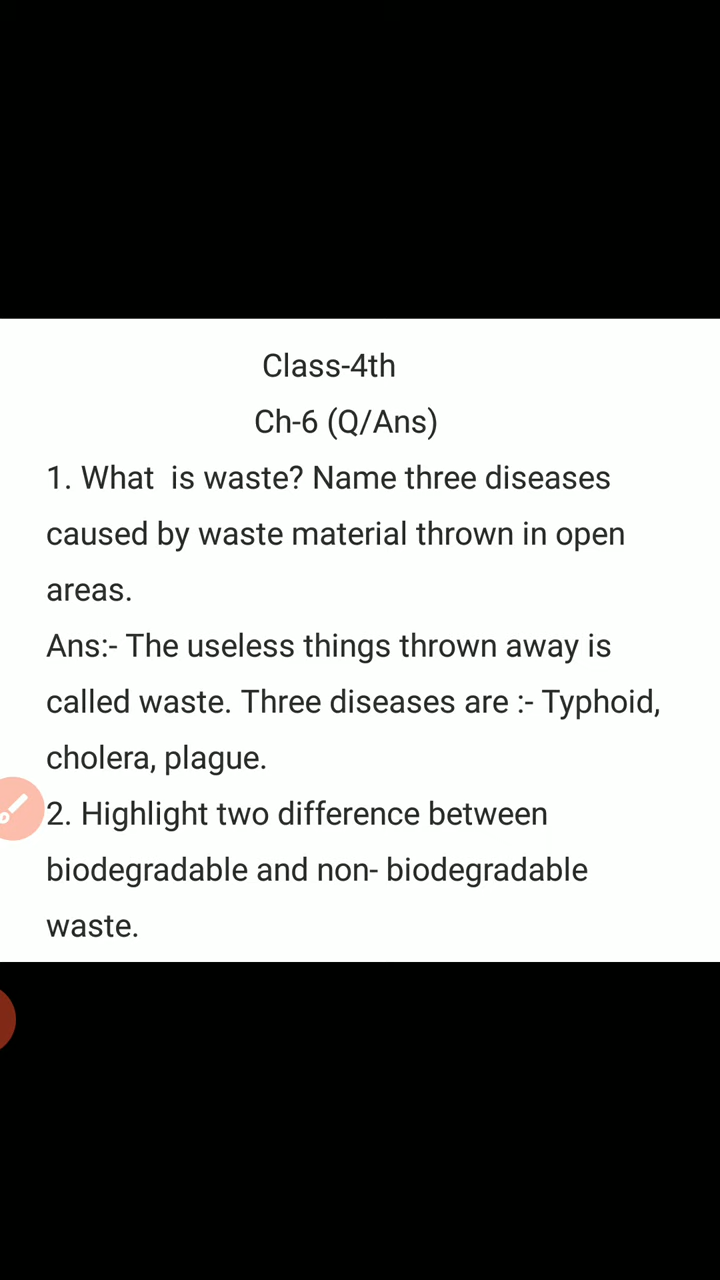 Class-4th
Ch-6 (Q/Ans)
1. What  is waste? Name three diseases
caused by waste material thrown in open
areas.
Ans:- The useless things thrown away is
called waste. Three diseases are :- Typhoid,
cholera, plague.
2. Highlight two difference between
biodegradable and non- biodegradable
waste.